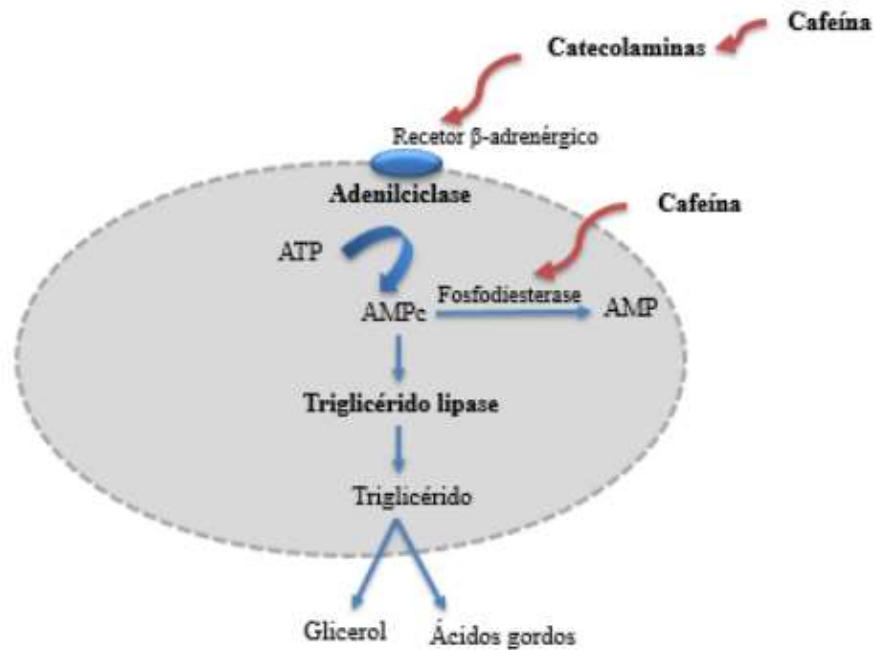 Cafeína
Catecolaminas
Recetor β-adrenérgico
Adenilciclase
Cafeína
ATP
Fosfodiesterase
AMPc
AMP
Triglicérido lipase
Triglicérido
Glicerol
Ácidos gordos